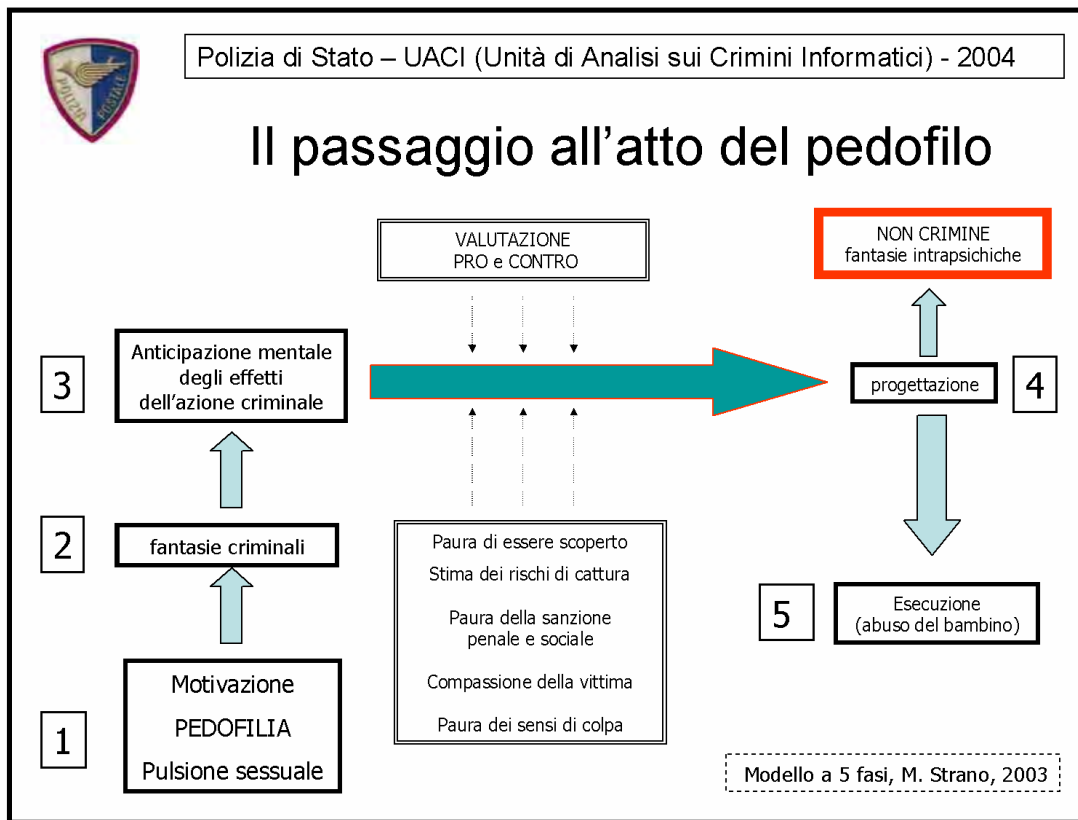 Polizia di Stato – UACI (Unità di Analisi sui Crimini Informatici) - 2004
POLIZIA
POSTALE
Il passaggio all’atto del pedofilo
VALUTAZIONE
PRO e CONTRO
NON CRIMINE
fantasie intrapsichiche
3
Anticipazione mentale
degli effetti
dell’azione criminale
progettazione
4
2
fantasie criminali
Paura di essere scoperto
Stima dei rischi di cattura
Paura della sanzione
penale e sociale
Compassione della vittima
Paura dei sensi di colpa
5
Esecuzione
(abuso del bambino)
1
Motivazione
PEDOFILIA
Pulsione sessuale
Modello a 5 fasi, M. Strano, 2003